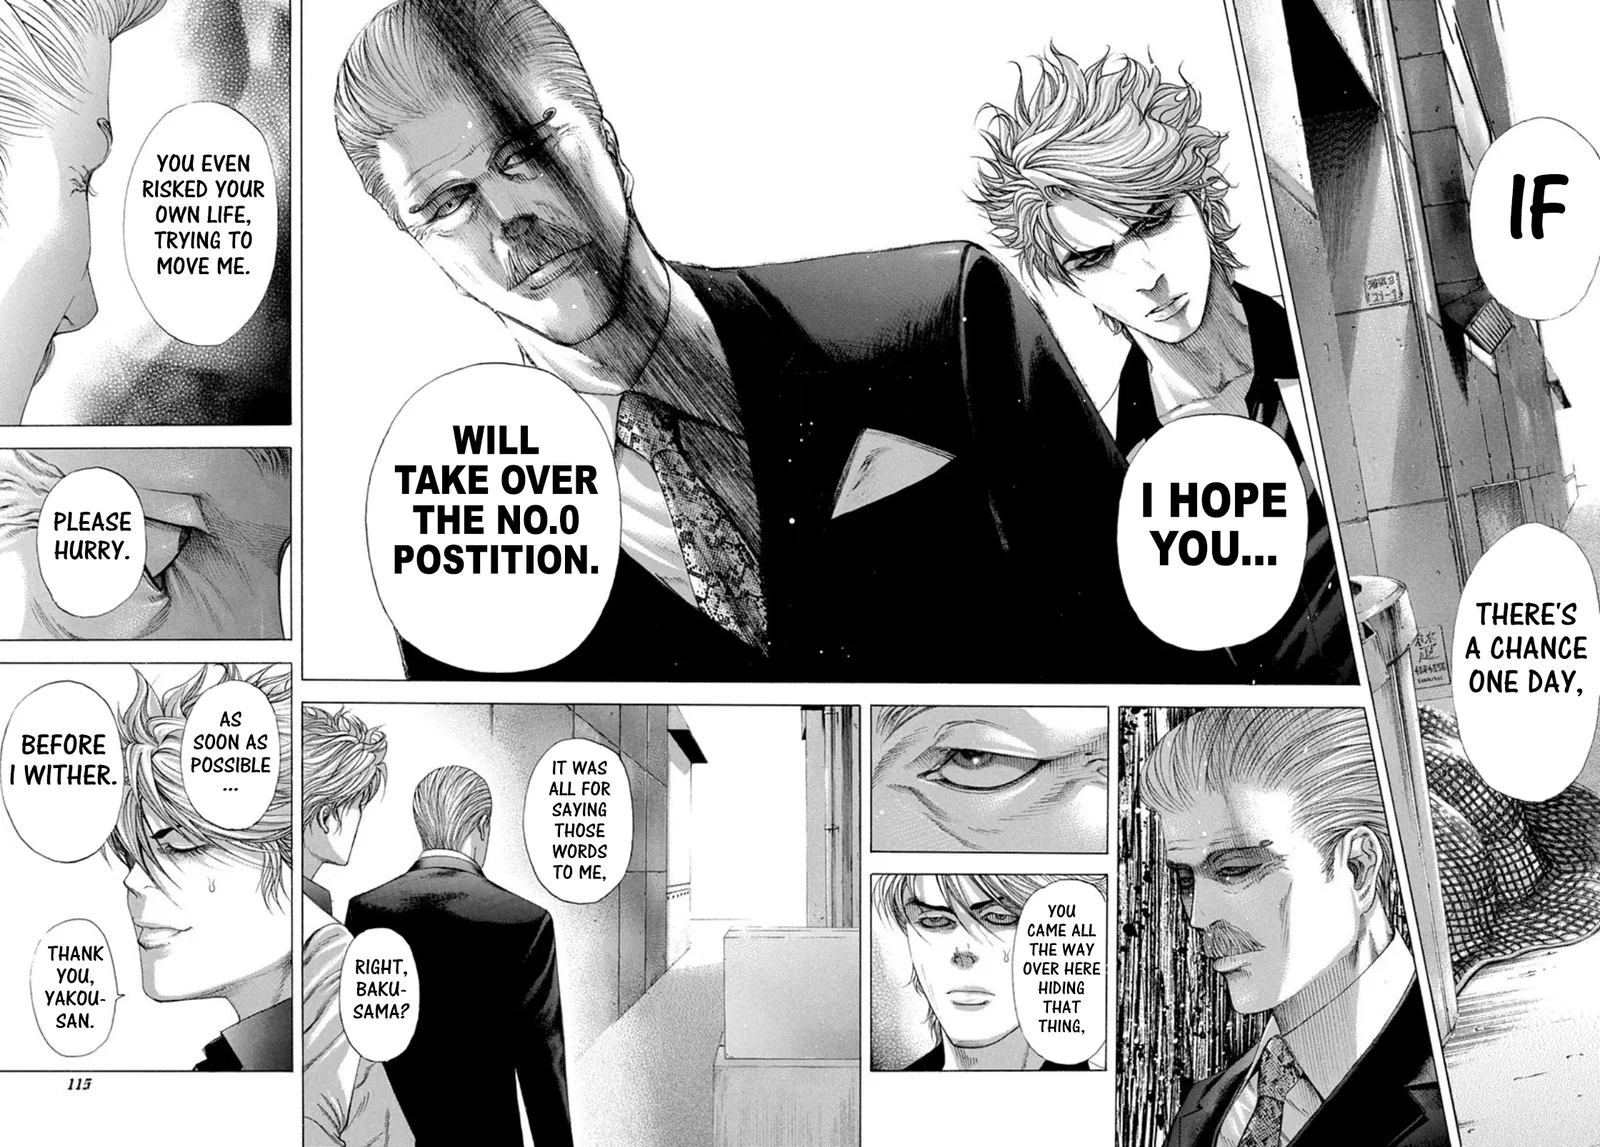 IF
THERE'S
A CHANCE
ONE DAY,
I HOPE
YOU...
WILL
TAKE OVER
THE NO.0
POSTITION.
YOU
CAME ALL
THE WAY
OVER HERE
HIDING
THAT
THING,
IT WAS
ALL FOR
SAYING
THOSE
WORDS
TO ME,
RIGHT,
BAKU-
SAMA?
YOU EVEN
RISKED YOUR
OWN LIFE,
TRYING TO
MOVE ME.
PLEASE
HURRY.
AS
SOON AS
POSSIBLE
...
BEFORE
I WITHER.
THANK
YOU,
YAKOU-
SAN.
115